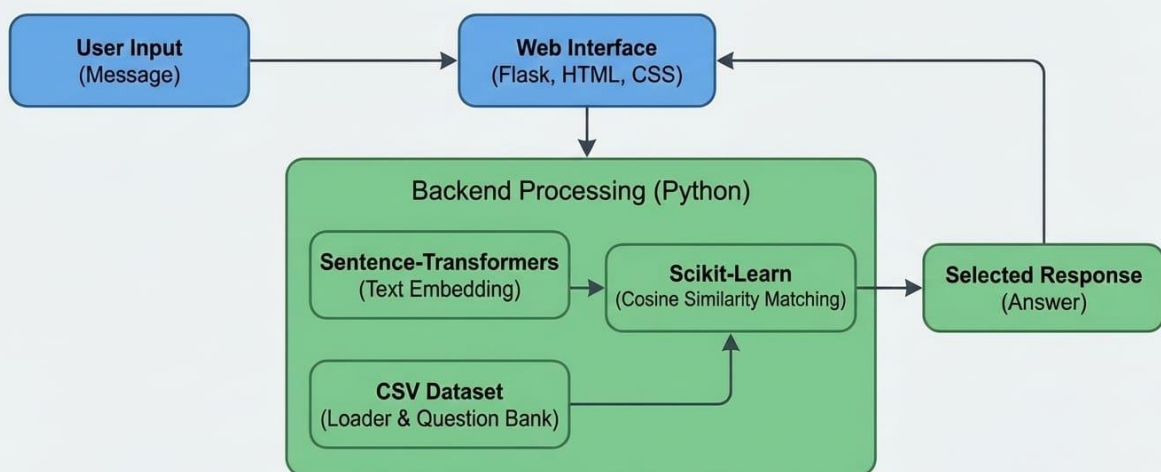 User Input
(Message)
Web Interface
(Flask, HTML, CSS)
Backend Processing (Python)
Sentence-Transformers
(Text Embedding)
Scikit-Learn
(Cosine Similarity Matching)
Selected Response
(Answer)
CSV Dataset
(Loader & Question Bank)